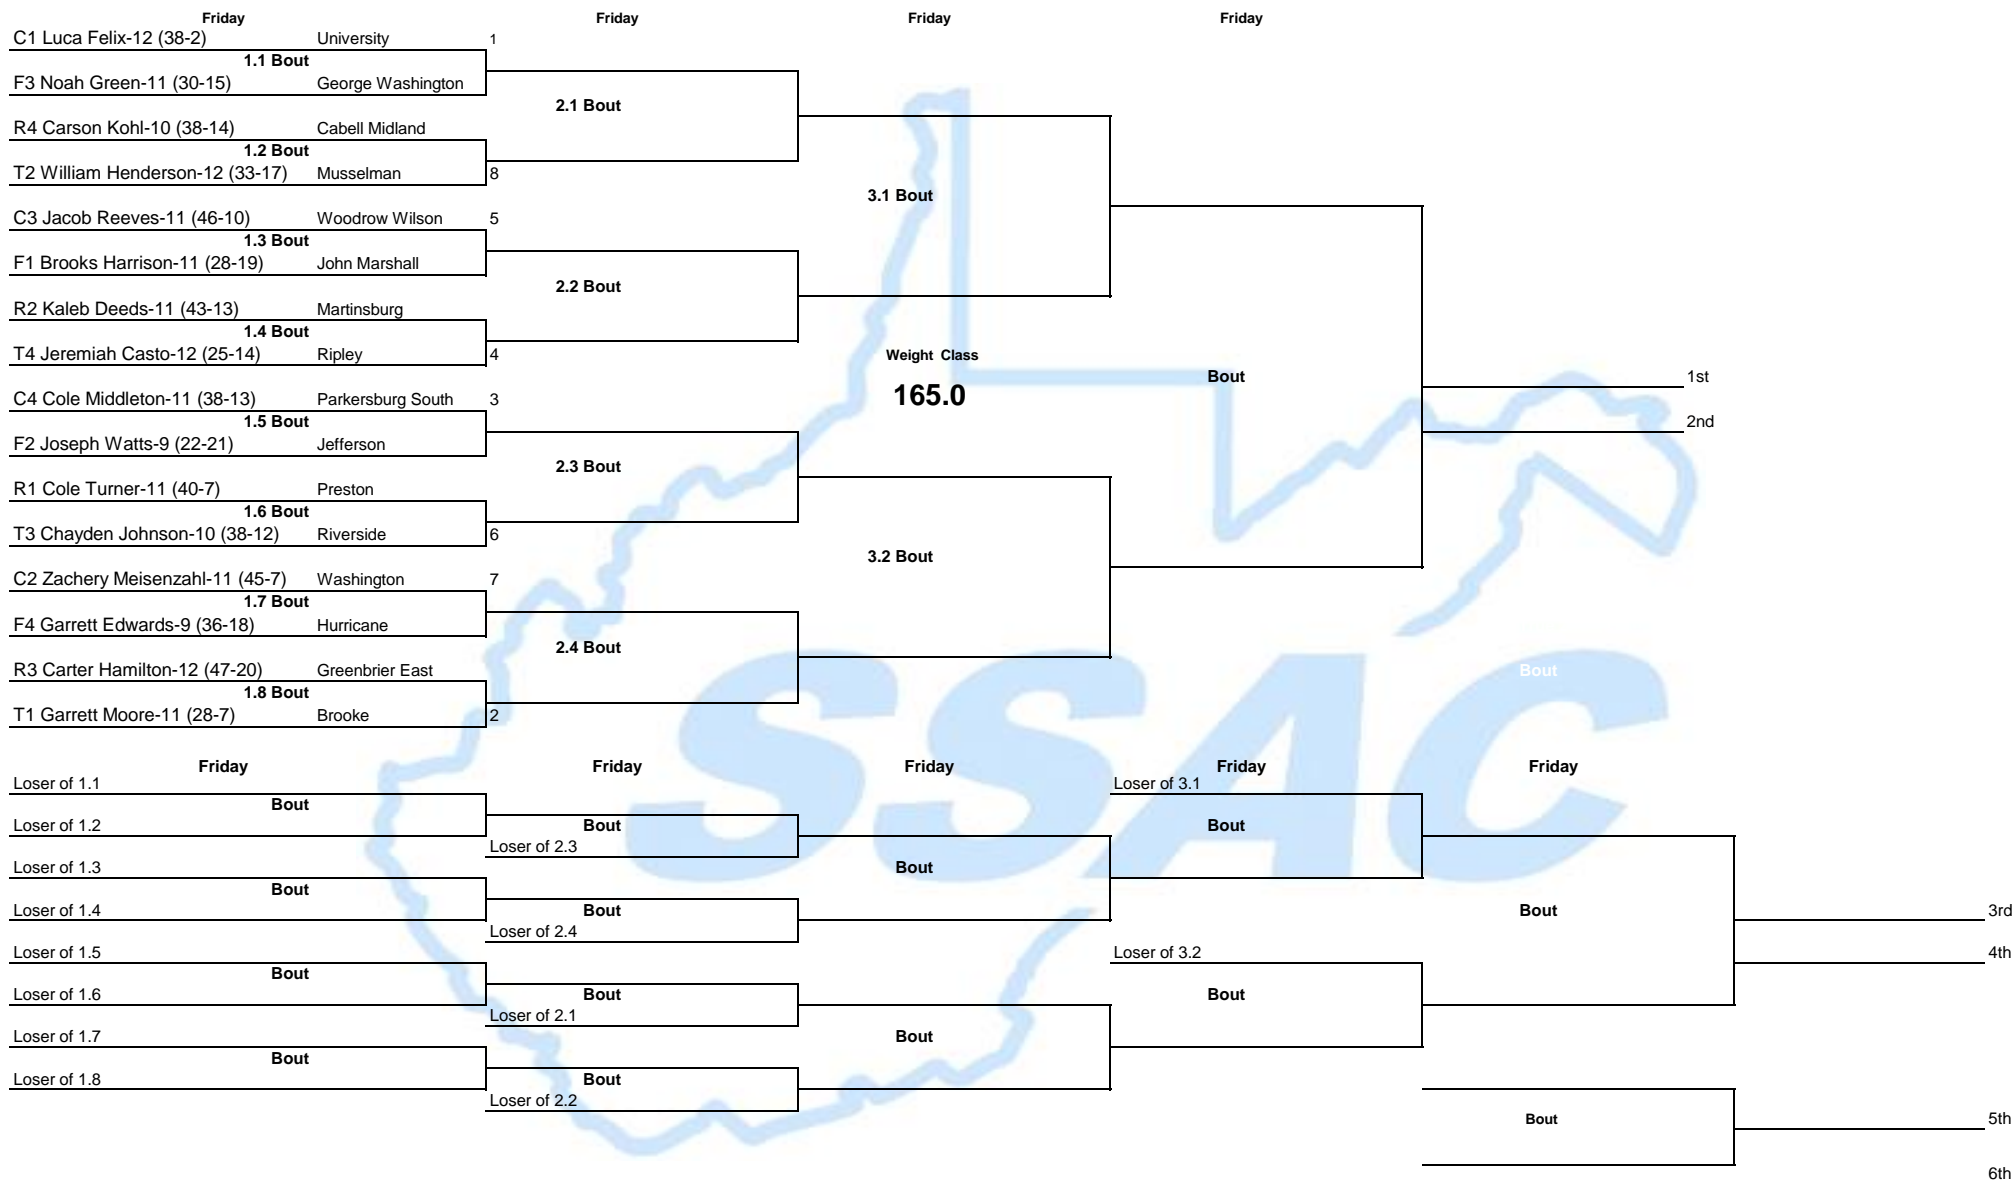 Friday Friday Friday Friday
C1 Luca Felix-12 (38-2) University 1
1.1 Bout
F3 Noah Green-11 (30-15) George Washington
2.1 Bout
R4 Carson Kohl-10 (38-14) Cabell Midland
1.2 Bout
T2 William Henderson-12 (33-17) Musselman 8
3.1 Bout
C3 Jacob Reeves-11 (46-10) Woodrow Wilson 5
1.3 Bout
F1 Brooks Harrison-11 (28-19) John Marshall
2.2 Bout
R2 Kaleb Deeds-11 (43-13) Martinsburg
1.4 Bout
T4 Jeremiah Casto-12 (25-14) Ripley 4
Weight Class
Bout 1st
165.0
C4 Cole Middleton-11 (38-13) Parkersburg South 3
1.5 Bout 2nd
F2 Joseph Watts-9 (22-21) Jefferson
2.3 Bout
R1 Cole Turner-11 (40-7) Preston
1.6 Bout
T3 Chayden Johnson-10 (38-12) Riverside 6
3.2 Bout
C2 Zachery Meisenzahl-11 (45-7) Washington 7
1.7 Bout
F4 Garrett Edwards-9 (36-18) Hurricane
2.4 Bout
R3 Carter Hamilton-12 (47-20) Greenbrier East Bout
1.8 Bout
T1 Garrett Moore-11 (28-7) Brooke 2
SSAC
Friday Friday Friday Friday Friday
Loser of 1.1 Loser of 3.1
Bout
Loser of 1.2 Bout Bout
Loser of 2.3
Loser of 1.3 Bout
Bout
Loser of 1.4 Bout Bout 3rd
Loser of 2.4
Loser of 1.5 Loser of 3.2 4th
Bout
Loser of 1.6 Bout Bout
Loser of 2.1
Loser of 1.7 Bout
Bout
Loser of 1.8 Bout
Loser of 2.2
Bout 5th
6th